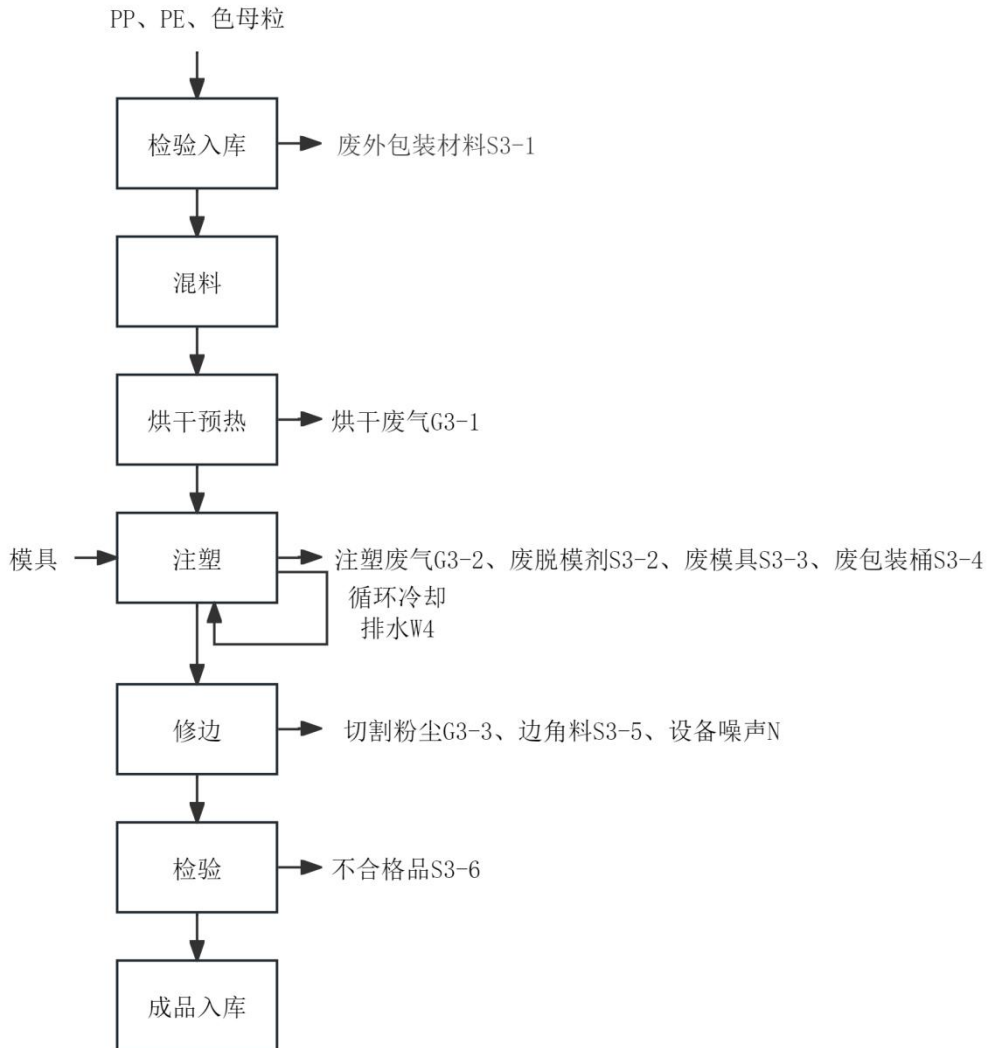 PP、PE、色母粒
检验入库
废外包装材料S3-1
混料
烘干预热
烘干废气G3-1
模具
注塑
注塑废气G3-2、废脱模剂S3-2、废模具S3-3、废包装桶S3-4
循环冷却
排水W4
修边
切割粉尘G3-3、边角料S3-5、设备噪声N
检验
不合格品S3-6
成品入库